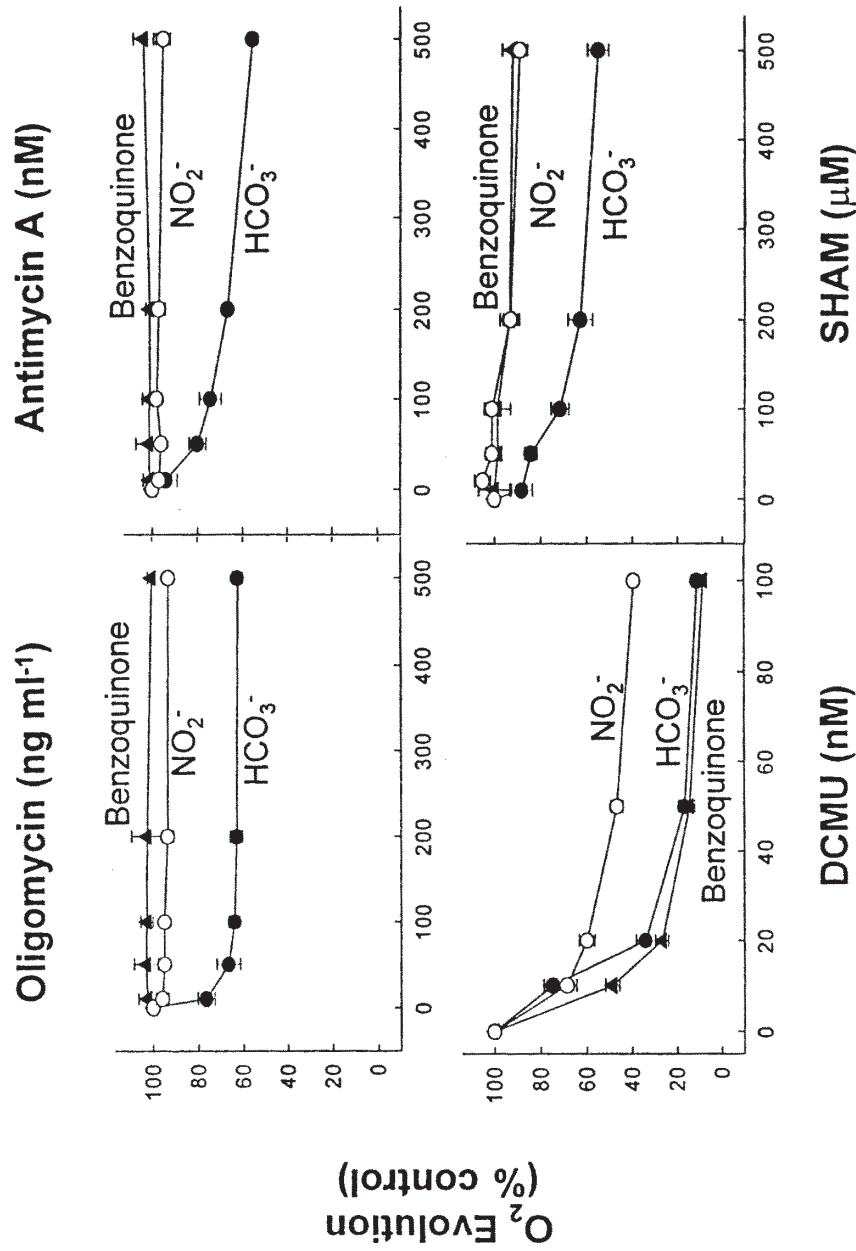 Oligomycin (ng ml⁻¹)
Antimycin A (nM)
O₂ Evolution
(% control)
100
80
60
40
20
0
Benzoquinone
NO₂⁻
HCO₃⁻
0
100
200
300
400
500
Benzoquinone
NO₂⁻
HCO₃⁻
0
100
200
300
400
500
100
80
60
40
20
0
NO₂⁻
HCO₃⁻
Benzoquinone
0
20
40
60
80
100
Benzoquinone
NO₂⁻
HCO₃⁻
0
100
200
300
400
500
DCMU (nM)
SHAM (μM)